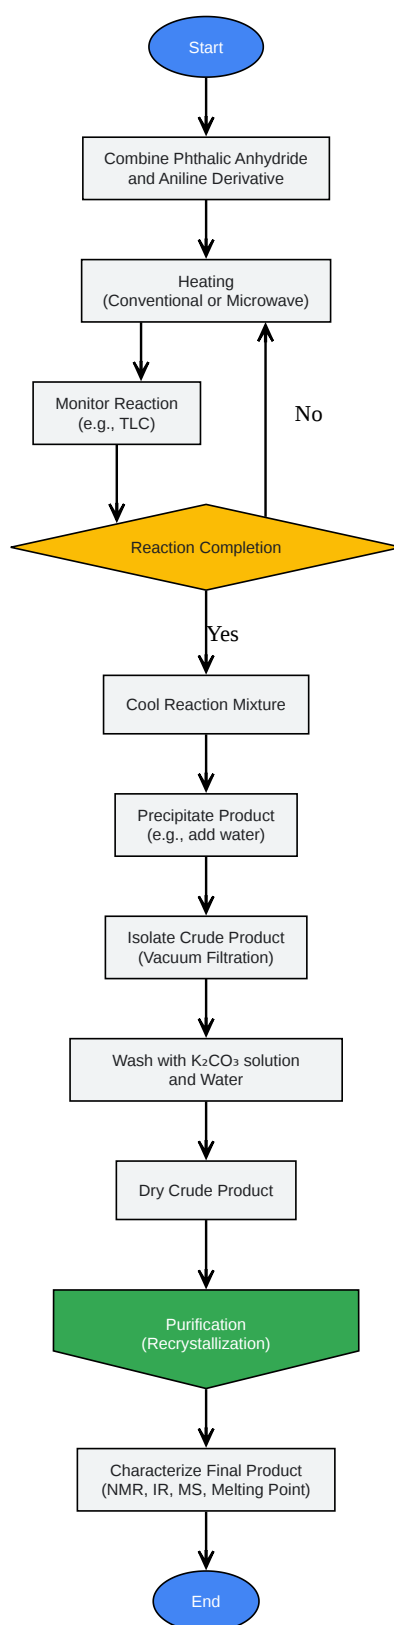 Start
Combine Phthalic Anhydride
and Aniline Derivative
Heating
(Conventional or Microwave)
Monitor Reaction
(e.g., TLC)
No
Reaction Completion
Yes
Cool Reaction Mixture
Precipitate Product
(e.g., add water)
Isolate Crude Product
(Vacuum Filtration)
Wash with K₂CO₃ solution
and Water
Dry Crude Product
Purification
(Recrystallization)
Characterize Final Product
(NMR, IR, MS, Melting Point)
End